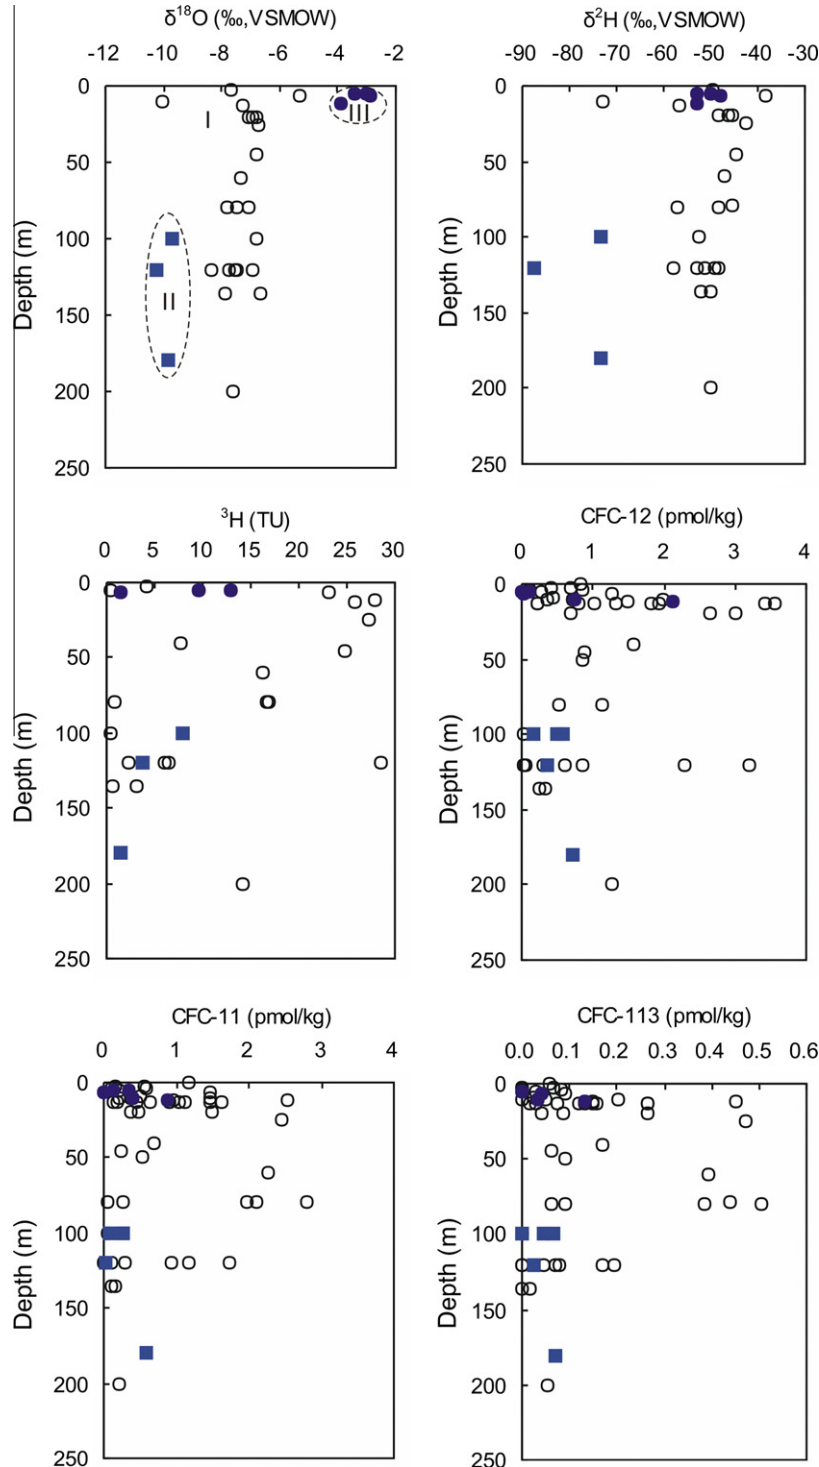 δ18O (‰,VSMOW)
-12 -10 -8 -6 -4 -2
0
50
100
150
200
250
Depth (m)
I
II
III
δ2H (‰,VSMOW)
-90 -80 -70 -60 -50 -40 -30
0
50
100
150
200
250
Depth (m)
3H (TU)
0 5 10 15 20 25 30
0
50
100
150
200
250
Depth (m)
CFC-12 (pmol/kg)
0 1 2 3 4
0
50
100
150
200
250
Depth (m)
CFC-11 (pmol/kg)
0 1 2 3 4
0
50
100
150
200
250
Depth (m)
CFC-113 (pmol/kg)
0.0 0.1 0.2 0.3 0.4 0.5 0.6
0
50
100
150
200
250
Depth (m)